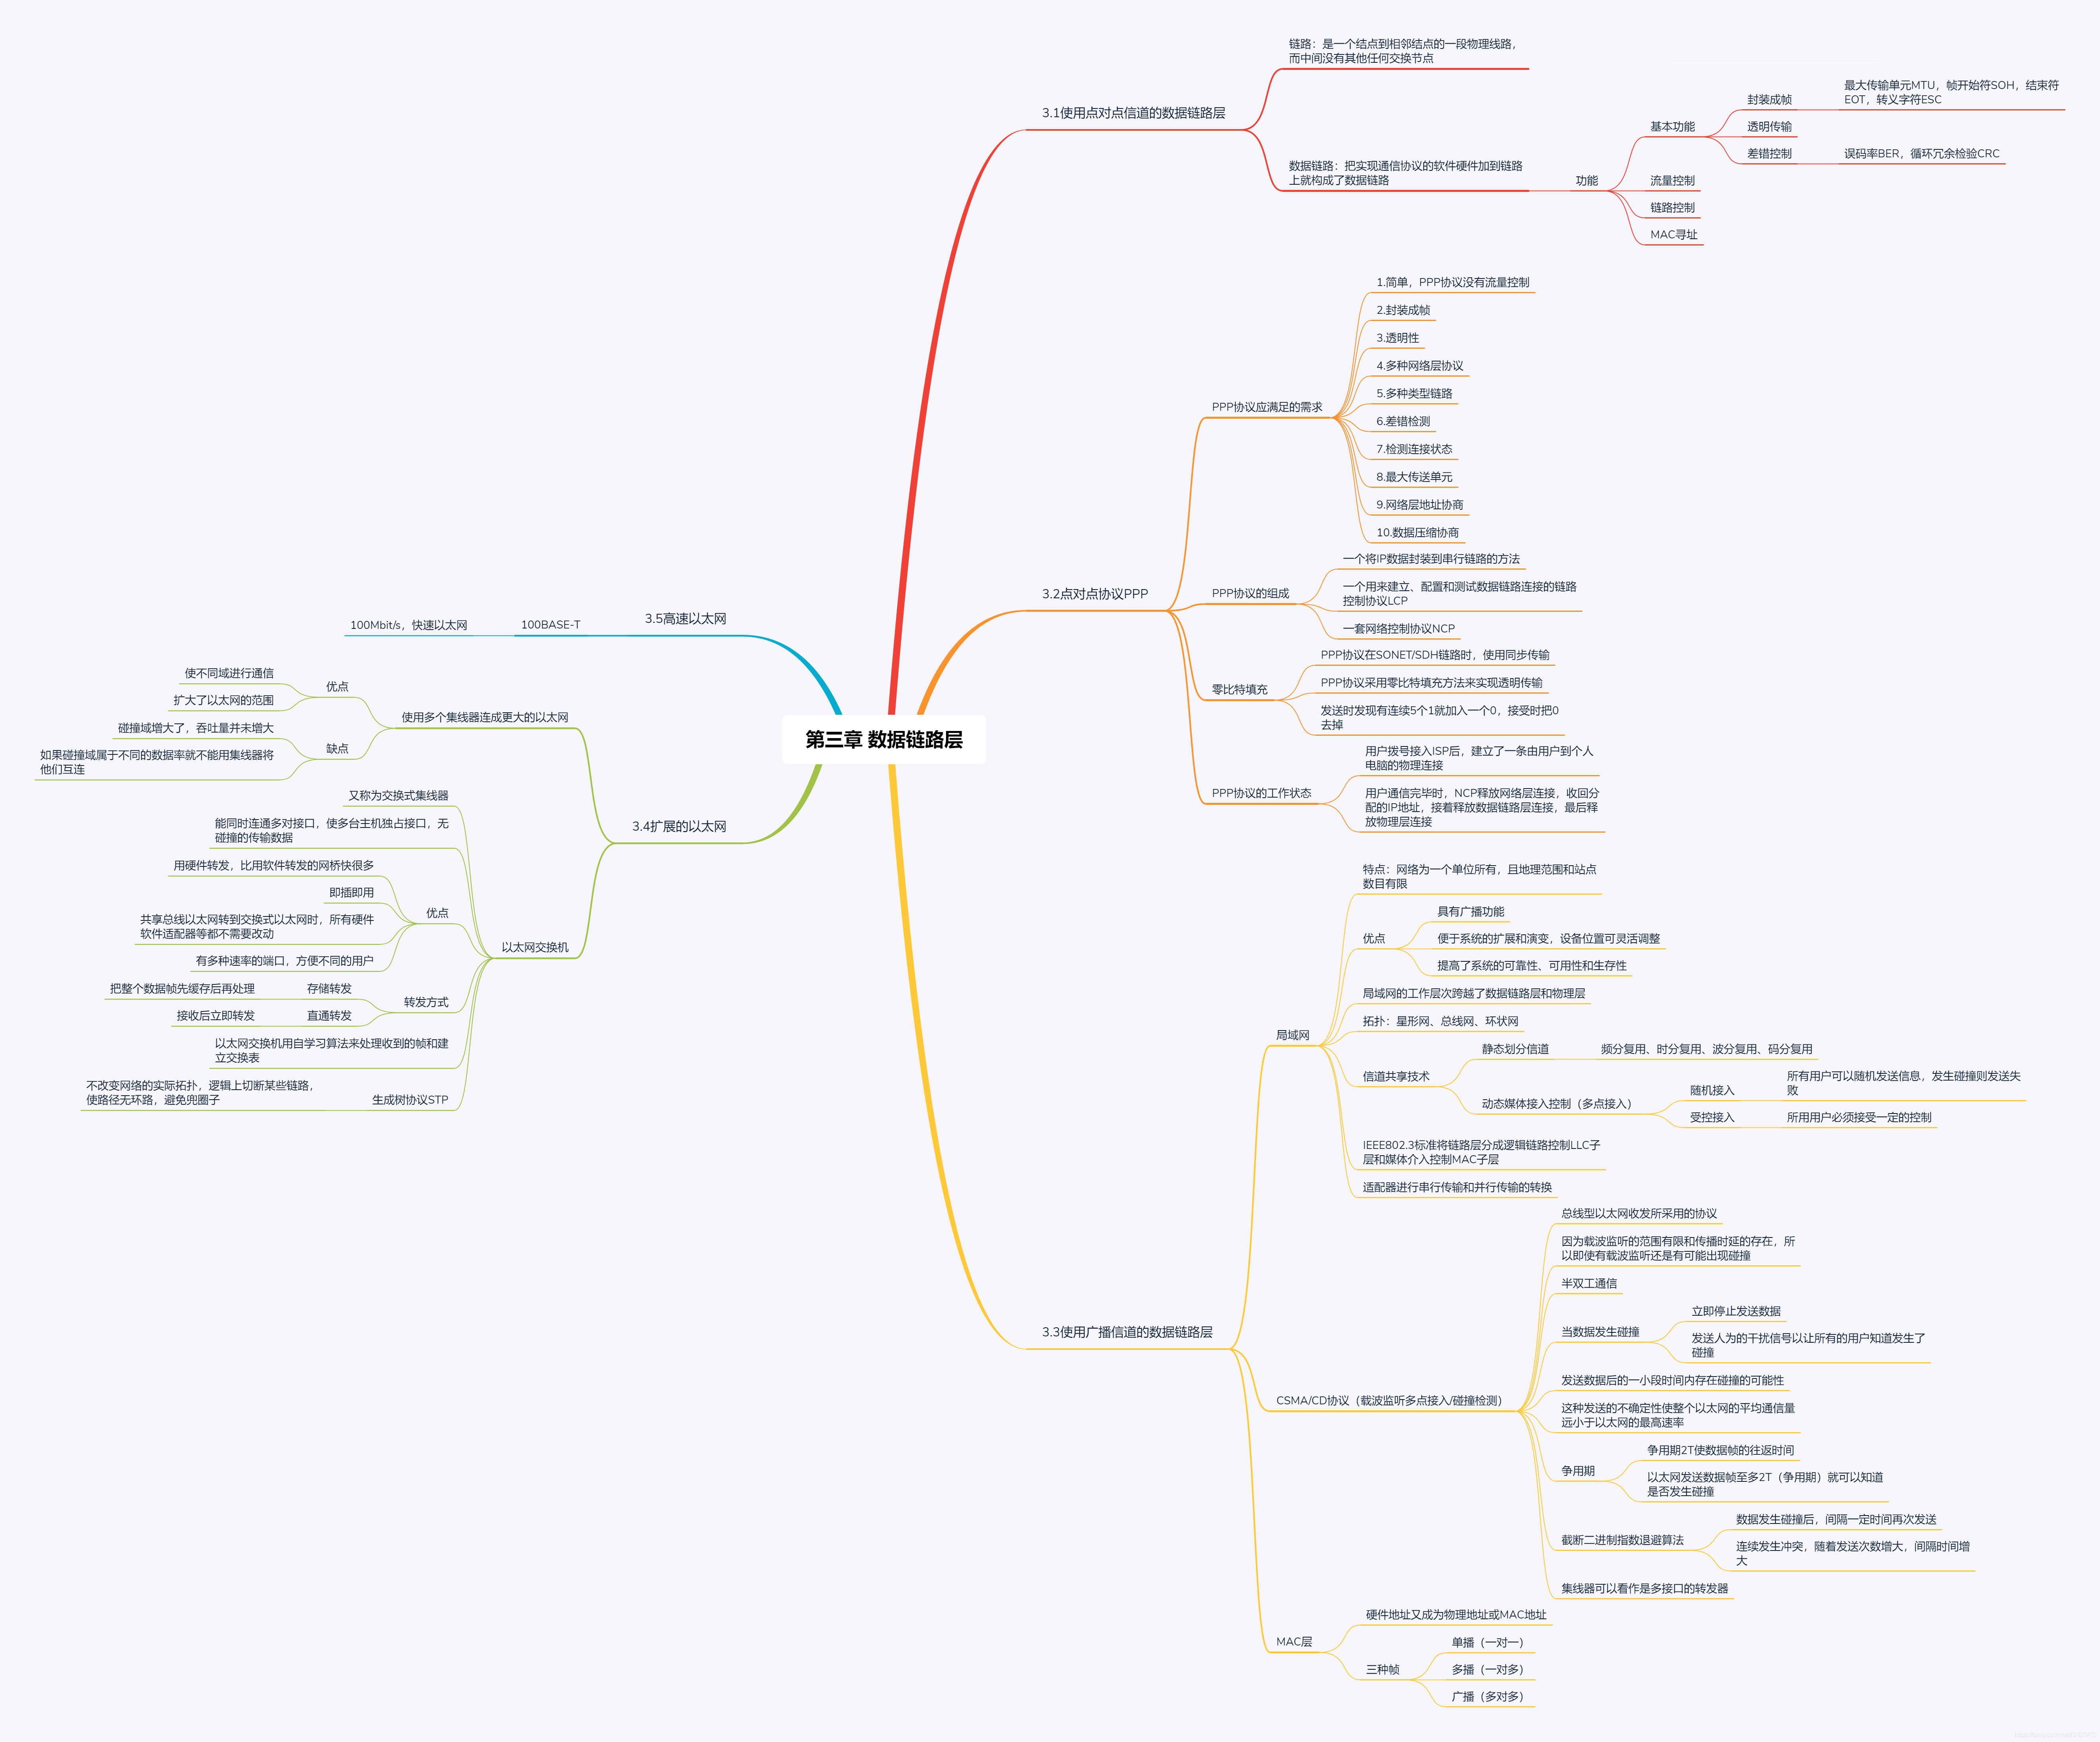 第三章 数据链路层
3.1使用点对点信道的数据链路层
链路：是一个结点到相邻结点的一段物理线路，
而中间没有其他任何交换节点
数据链路：把实现通信协议的软件硬件加到链路
上就构成了数据链路
功能
基本功能
封装成帧
最大传输单元MTU，帧开始符SOH，结束符
EOT，转义字符ESC
透明传输
差错控制
误码率BER，循环冗余检验CRC
流量控制
链路控制
MAC寻址
3.2点对点协议PPP
PPP协议应满足的需求
1.简单，PPP协议没有流量控制
2.封装成帧
3.透明性
4.多种网络层协议
5.多种类型链路
6.差错检测
7.检测连接状态
8.最大传送单元
9.网络层地址协商
10.数据压缩协商
PPP协议的组成
一个将IP数据封装到串行链路的方法
一个用来建立、配置和测试数据链路连接的链路
控制协议LCP
一套网络控制协议NCP
零比特填充
PPP协议在SONET/SDH链路时，使用同步传输
PPP协议采用零比特填充方法来实现透明传输
发送时发现有连续5个1就加入一个0，接受时把0
去掉
PPP协议的工作状态
用户拨号接入ISP后，建立了一条由用户到个人
电脑的物理连接
用户通信完毕时，NCP释放网络层连接，收回分
配的IP地址，接着释放数据链路层连接，最后释
放物理层连接
3.3使用广播信道的数据链路层
局域网
特点：网络为一个单位所有，且地理范围和站点
数目有限
优点
具有广播功能
便于系统的扩展和演变，设备位置可灵活调整
提高了系统的可靠性、可用性和生存性
局域网的工作层次跨越了数据链路层和物理层
拓扑：星形网、总线网、环状网
信道共享技术
静态划分信道
频分复用、时分复用、波分复用、码分复用
动态媒体接入控制（多点接入）
随机接入
所有用户可以随机发送信息，发生碰撞则发送失
败
受控接入
所用用户必须接受一定的控制
IEEE802.3标准将链路层分成逻辑链路控制LLC子
层和媒体介入控制MAC子层
适配器进行串行传输和并行传输的转换
CSMA/CD协议（载波监听多点接入/碰撞检测）
总线型以太网收发所采用的协议
因为载波监听的范围有限和传播时延的存在，所
以即使有载波监听还是有可能出现碰撞
半双工通信
当数据发生碰撞
立即停止发送数据
发送人为的干扰信号以让所有的用户知道发生了
碰撞
发送数据后的一小段时间内存在碰撞的可能性
这种发送的不确定性使整个以太网的平均通信量
远小于以太网的最高速率
争用期
争用期2T使数据帧的往返时间
以太网发送数据帧至多2T（争用期）就可以知道
是否发生碰撞
截断二进制指数退避算法
数据发生碰撞后，间隔一定时间再次发送
连续发生冲突，随着发送次数增大，间隔时间增
大
集线器可以看作是多接口的转发器
MAC层
硬件地址又成为物理地址或MAC地址
三种帧
单播（一对一）
多播（一对多）
广播（多对多）
3.5高速以太网
100BASE-T
100Mbit/s，快速以太网
3.4扩展的以太网
使用多个集线器连成更大的以太网
优点
使不同域进行通信
扩大了以太网的范围
缺点
碰撞域增大了，吞吐量并未增大
如果碰撞域属于不同的数据率就不能用集线器将
他们互连
以太网交换机
又称为交换式集线器
能同时连通多对接口，使多台主机独占接口，无
碰撞的传输数据
优点
用硬件转发，比用软件转发的网桥快很多
即插即用
共享总线以太网转到交换式以太网时，所有硬件
软件适配器等都不需要改动
有多种速率的端口，方便不同的用户
转发方式
存储转发
把整个数据帧先缓存后再处理
直通转发
接收后立即转发
以太网交换机用自学习算法来处理收到的帧和建
立交换表
生成树协议STP
不改变网络的实际拓扑，逻辑上切断某些链路，
使路径无环路，避免兜圈子